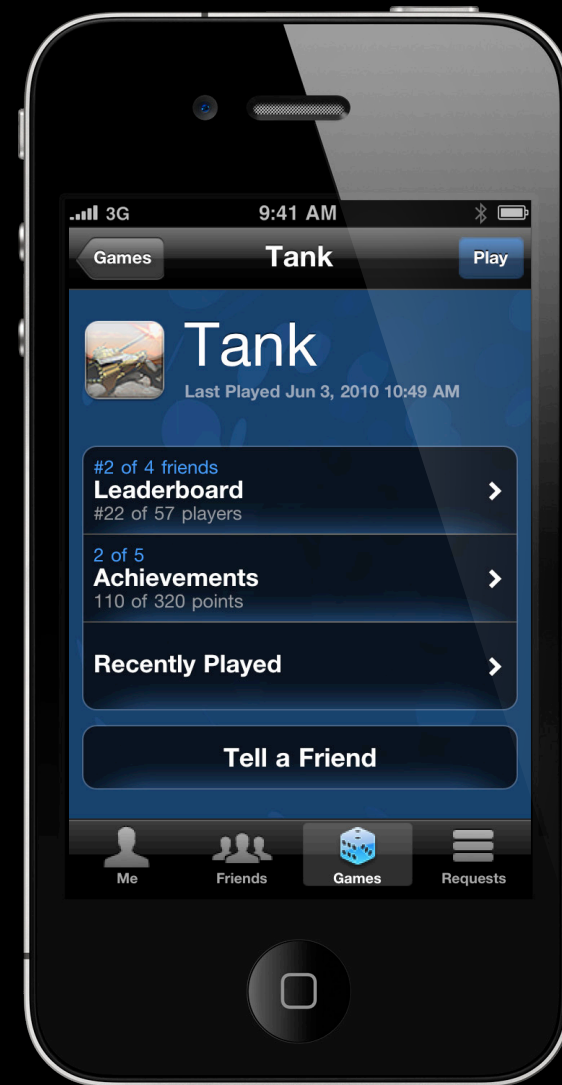 3G 9:41 AM
Games Tank Play
Tank
Last Played Jun 3, 2010 10:49 AM
#2 of 4 friends
Leaderboard
#22 of 57 players
2 of 5
Achievements
110 of 320 points
Recently Played
Tell a Friend
Me Friends Games Requests